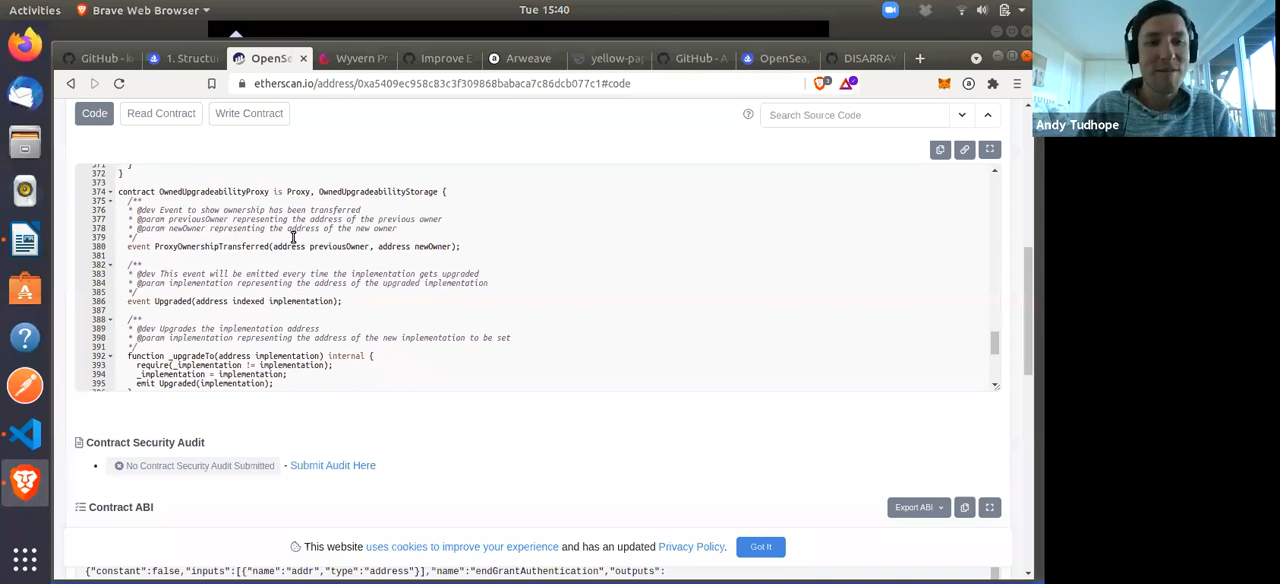 Activities
Brave Web Browser
Tue 15:40
GitHub - k
1. Structu
OpenSe
Wyvern Pr
Improve E
Arweave
yellow-pa
GitHub - A
OpenSea,
DISARRAY
etherscan.io/address/0xa5409ec958c83c3f309868babaca7c86dcb077c1#code
Andy Tudhope
Code
Read Contract
Write Contract
Search Source Code
371 }
372 }
373
374 contract OwnedUpgradeabilityProxy is Proxy, OwnedUpgradeabilityStorage {
375 /**
376 * @dev Event to show ownership has been transferred
377 * @param previousOwner representing the address of the previous owner
378 * @param newOwner representing the address of the new owner
379 */
380 event ProxyOwnershipTransferred(address previousOwner, address newOwner);
381
382 /**
383 * @dev This event will be emitted every time the implementation gets upgraded
384 * @param implementation representing the address of the upgraded implementation
385 */
386 event Upgraded(address indexed implementation);
387
388 /**
389 * @dev Upgrades the implementation address
390 * @param implementation representing the address of the new implementation to be set
391 */
392 function _upgradeTo(address implementation) internal {
393 require(_implementation != implementation);
394 _implementation = implementation;
395 emit Upgraded(implementation);
Contract Security Audit
No Contract Security Audit Submitted - Submit Audit Here
Contract ABI
Export ABI
This website uses cookies to improve your experience and has an updated Privacy Policy.
Got It
{"constant":false,"inputs":[{"name":"addr","type":"address"}],"name":"endGrantAuthentication","outputs":